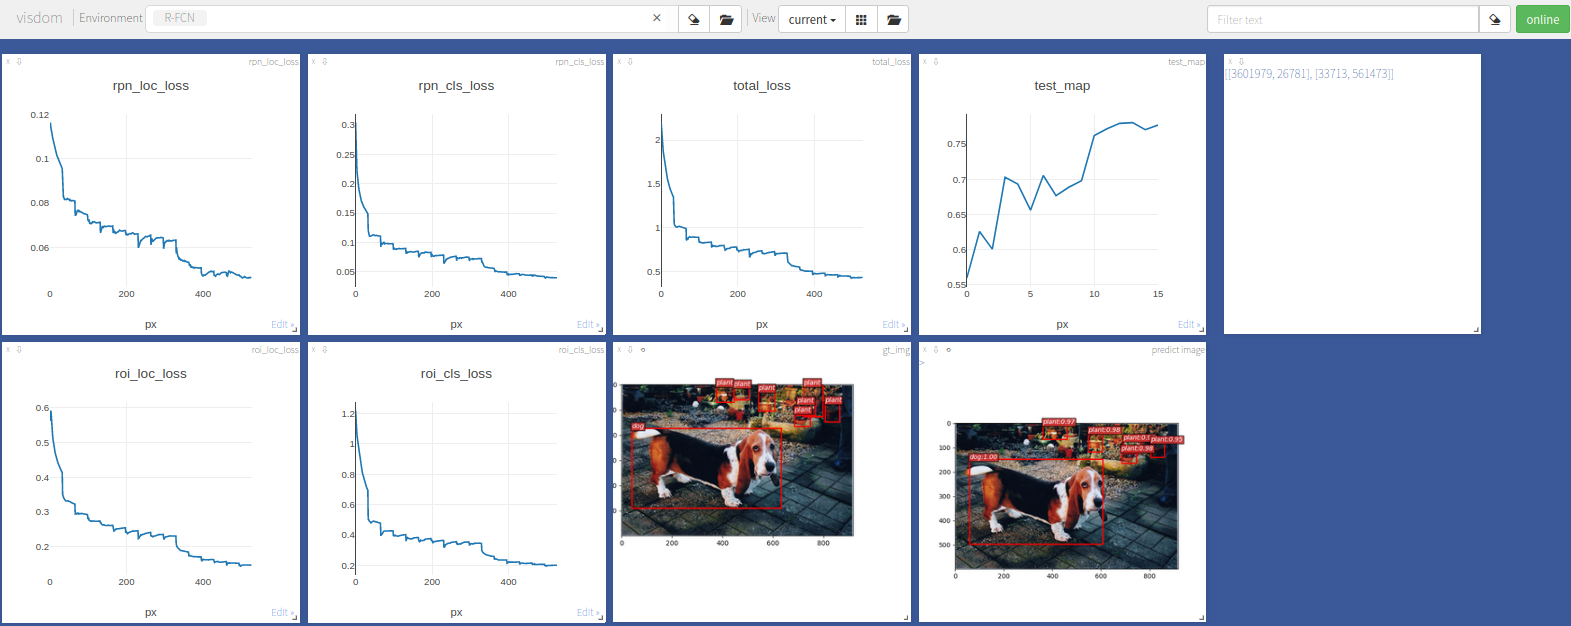 visdom Environment R-FCN × View current Filter text online
x rpn_loc_loss
rpn_loc_loss
0.12
0.1
0.08
0.06
0 200 400
px
Edit »
x rpn_cls_loss
rpn_cls_loss
0.3
0.25
0.2
0.15
0.1
0.05
0 200 400
px
Edit »
x total_loss
total_loss
2
1.5
1
0.5
0 200 400
px
Edit »
x test_map
test_map
0.75
0.7
0.65
0.6
0.55
0 5 10 15
px
Edit »
x
[[3601979, 26781], [33713, 561473]]
x roi_loc_loss
roi_loc_loss
0.6
0.5
0.4
0.3
0.2
0 200 400
px
Edit »
x roi_cls_loss
roi_cls_loss
1.2
1
0.8
0.6
0.4
0.2
0 200 400
px
Edit »
x gt_img
plant plant plant
plant
plant plant
dog
0 200 400 600 800
x predict image
>
plant:0.97
plant:0.98
plant:0.95
plant:0.98
dog:1.00
0
100
200
300
400
500
0 200 400 600 800